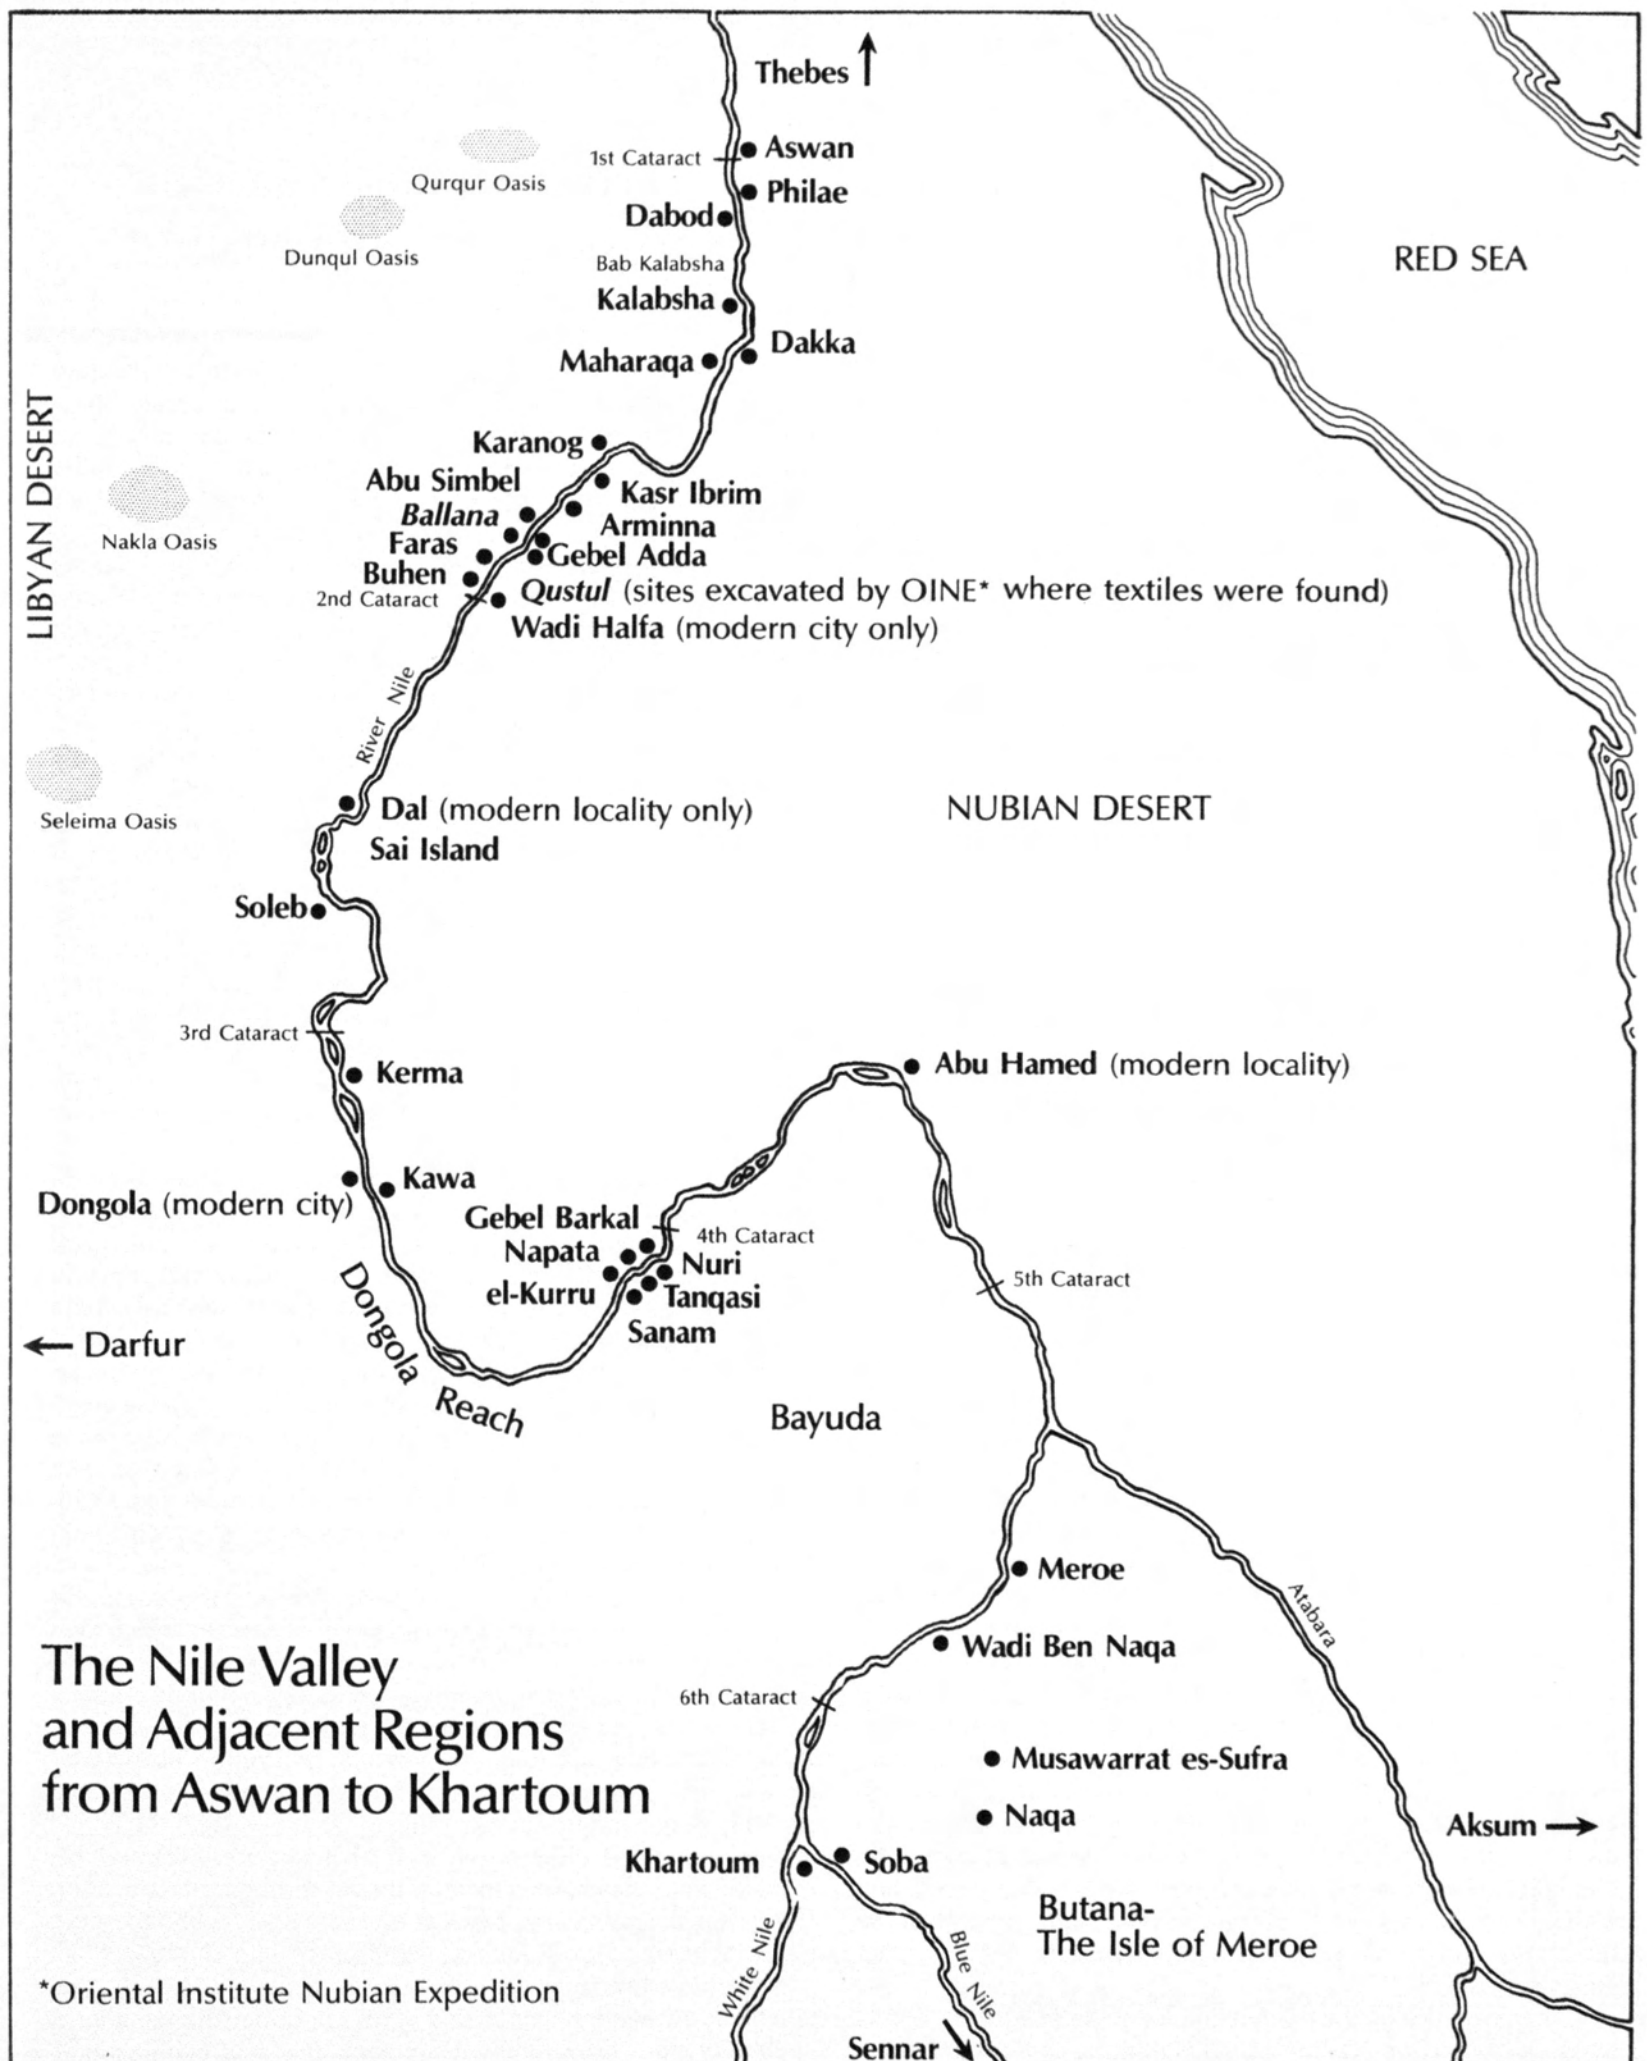 Thebes
1st Cataract
Aswan
Qurqur Oasis
Philae
Dabod
Dunqul Oasis
Bab Kalabsha
RED SEA
Kalabsha
Dakka
Maharaqa
LIBYAN DESERT
Karanog
Abu Simbel
Kasr Ibrim
Ballana
Arminna
Nakla Oasis
Faras
Gebel Adda
Buhen
2nd Cataract
Qustul (sites excavated by OINE* where textiles were found)
Wadi Halfa (modern city only)
River Nile
Dal (modern locality only)
NUBIAN DESERT
Seleima Oasis
Sai Island
Soleb
3rd Cataract
Kerma
Abu Hamed (modern locality)
Kawa
Dongola (modern city)
Gebel Barkal
4th Cataract
Napata
Nuri
5th Cataract
el-Kurru
Tanqasi
Sanam
Darfur
Dongola Reach
Bayuda
Meroe
Atabara
Wadi Ben Naqa
The Nile Valley
and Adjacent Regions
from Aswan to Khartoum
6th Cataract
Musawarrat es-Sufra
Naqa
Aksum
Khartoum
Soba
Butana-
The Isle of Meroe
White Nile
Blue Nile
*Oriental Institute Nubian Expedition
Sennar